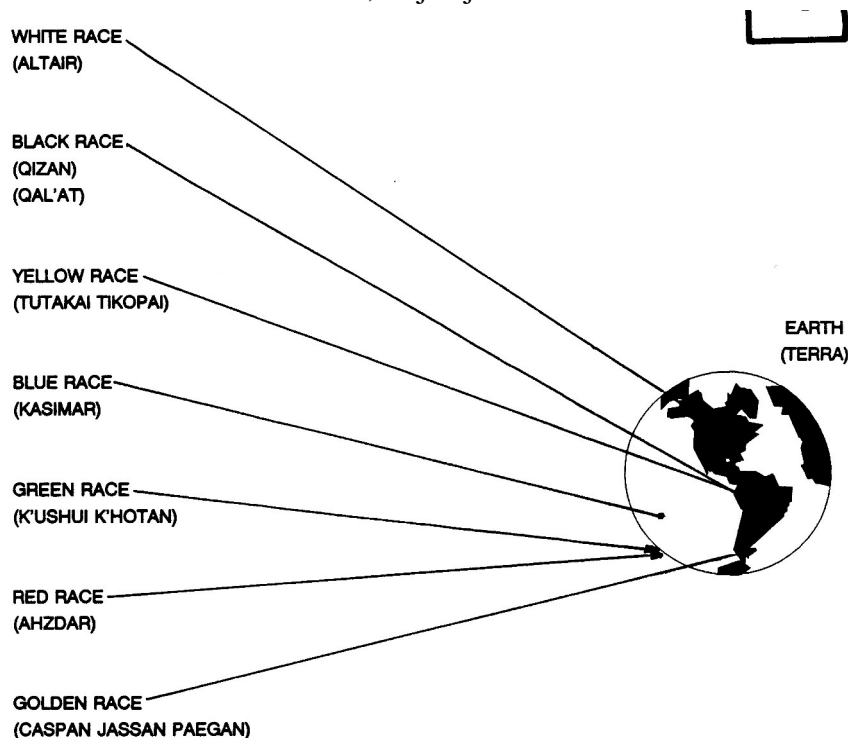 WHITE RACE
(ALTAIR)
BLACK RACE
(QIZAN)
(QAL'AT)
YELLOW RACE
(TUTAKAI TIKOPAI)
EARTH
(TERRA)
BLUE RACE
(KASIMAR)
GREEN RACE
(K'USHUI K'HOTAN)
RED RACE
(AHZDAR)
GOLDEN RACE
(CASPAN JASSAN PAEGAN)